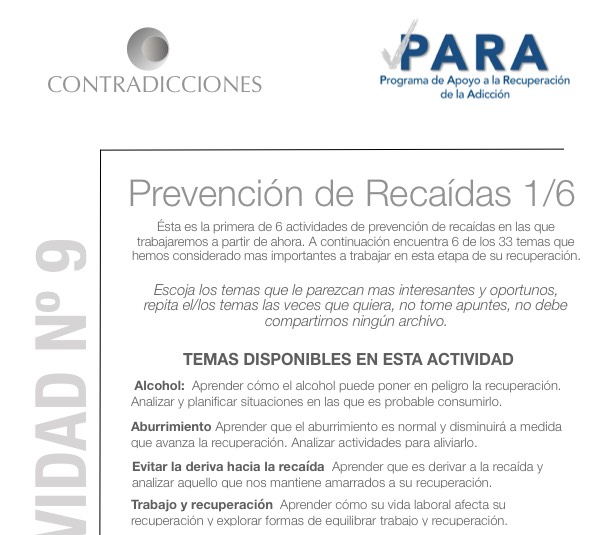 CONTRADICCIONES
PARA
Programa de Apoyo a la Recuperación
de la Adicción
VIDAD Nº 9
Prevención de Recaídas 1/6
Ésta es la primera de 6 actividades de prevención de recaídas en las que
trabajaremos a partir de ahora. A continuación encuentra 6 de los 33 temas que
hemos considerado mas importantes a trabajar en esta etapa de su recuperación.
Escoja los temas que le parezcan mas interesantes y oportunos,
repita el/los temas las veces que quiera, no tome apuntes, no debe
compartirnos ningún archivo.
TEMAS DISPONIBLES EN ESTA ACTIVIDAD
Alcohol: Aprender cómo el alcohol puede poner en peligro la recuperación.
Analizar y planificar situaciones en las que es probable consumirlo.
Aburrimiento Aprender que el aburrimiento es normal y disminuirá a medida
que avanza la recuperación. Analizar actividades para aliviarlo.
Evitar la deriva hacia la recaída Aprender que es derivar a la recaída y
analizar aquello que nos mantiene amarrados a su recuperación.
Trabajo y recuperación Aprender cómo su vida laboral afecta su
recuperación y explorar formas de equilibrar trabajo y recuperación.